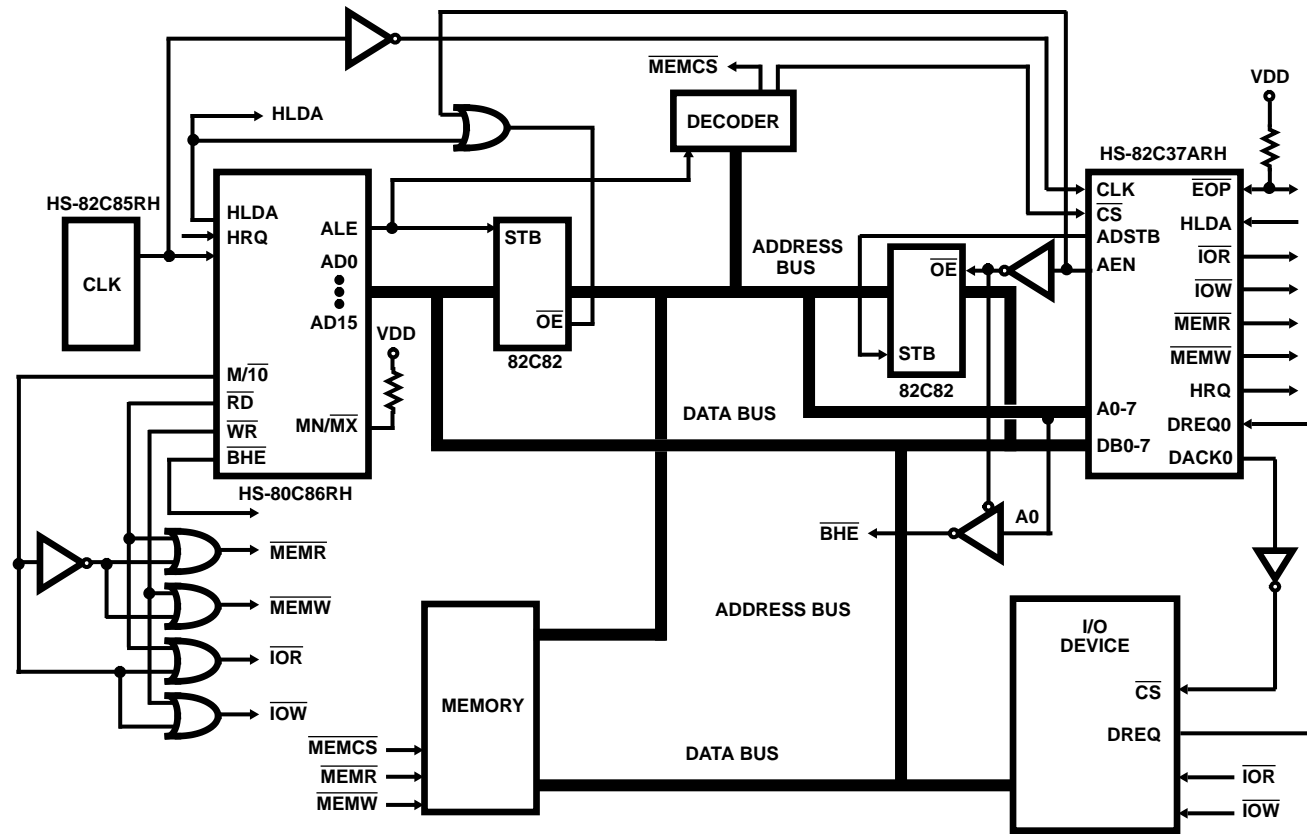 MEMCS
VDD
HLDA
DECODER
HS-82C37ARH
HS-82C85RH
CLK
HLDA
HRQ
ALE
AD0
AD15
VDD
M/10
RD
WR
BHE
MN/MX
HS-80C86RH
STB
OE
82C82
ADDRESS
BUS
OE
STB
82C82
CLK
CS
ADSTB
AEN
A0-7
DB0-7
EOP
HLDA
IOR
IOW
MEMR
MEMW
HRQ
DREQ0
DACK0
DATA BUS
BHE
A0
MEMR
MEMW
IOR
IOW
ADDRESS BUS
MEMORY
MEMCS
MEMR
MEMW
DATA BUS
I/O
DEVICE
CS
DREQ
IOR
IOW